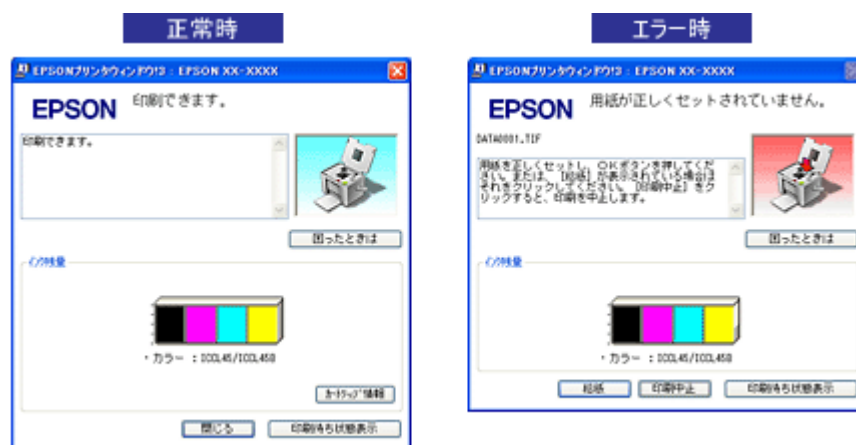 正常時
EPSONプリンタウィンドウ!3 : EPSON XX-XXXX
EPSON
印刷できます。
印刷できます。
困ったときは
インク残量
・カラー : ICCL45/ICCL45B
カートリッジ情報
閉じる
印刷待ち状態表示
エラー時
EPSONプリンタウィンドウ!3 : EPSON XX-XXXX
EPSON
用紙が正しくセットされていません。
DATA0001.TIF
用紙を正しくセットし、OKボタンを押してくだ
さい。または、[給紙] が表示されている場合は
それをクリックしてください。[印刷中止] をク
リックすると、印刷を中止します。
困ったときは
インク残量
・カラー : ICCL45/ICCL45B
給紙
印刷中止
印刷待ち状態表示